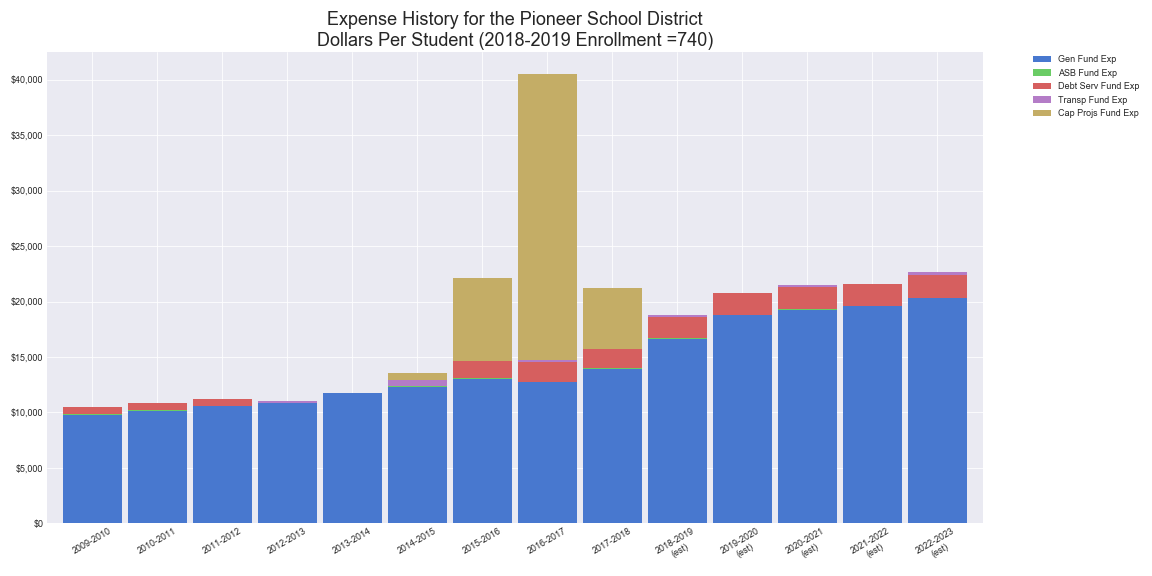 Expense History for the Pioneer School District
Dollars Per Student (2018-2019 Enrollment =740)
Gen Fund Exp
ASB Fund Exp
Debt Serv Fund Exp
Transp Fund Exp
Cap Projs Fund Exp
$40,000
$35,000
$30,000
$25,000
$20,000
$15,000
$10,000
$5,000
$0
2009-2010
2010-2011
2011-2012
2012-2013
2013-2014
2014-2015
2015-2016
2016-2017
2017-2018
2018-2019
(est)
2019-2020
(est)
2020-2021
(est)
2021-2022
(est)
2022-2023
(est)